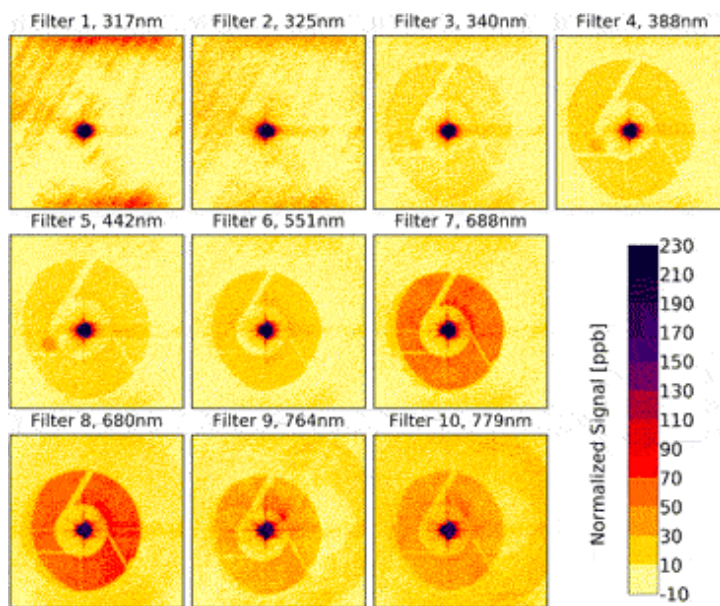 Filter 1, 317nm
Filter 2, 325nm
Filter 3, 340nm
Filter 4, 388nm
Filter 5, 442nm
Filter 6, 551nm
Filter 7, 688nm
Filter 8, 680nm
Filter 9, 764nm
Filter 10, 779nm
Normalized Signal [ppb]
230
210
190
170
150
130
110
90
70
50
30
10
-10